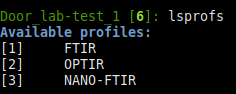 Door_lab-test_1 [6]: lsprofs
Available profiles:
[1] FTIR
[2] OPTIR
[3] NANO-FTIR